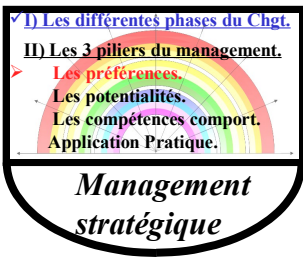 ✓I) Les différentes phases du Chgt.
II) Les 3 piliers du management.
➢ Les préférences.
Les potentialités.
Les compétences comport.
Application Pratique.
Management
stratégique